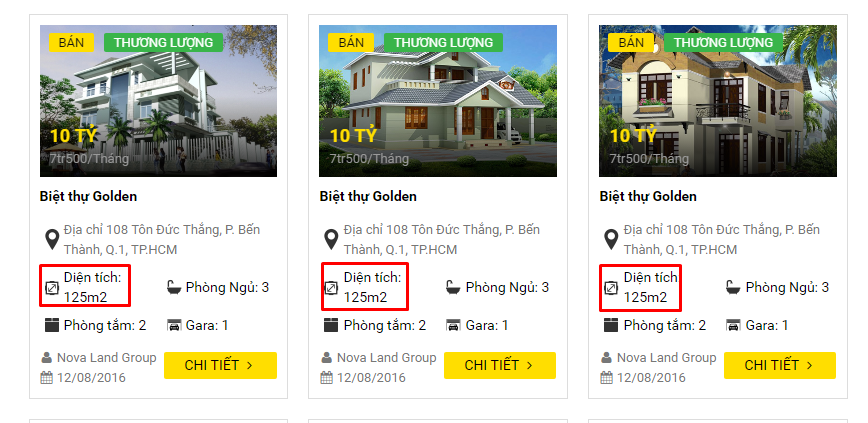 BÁN THƯƠNG LƯỢNG
10 TỶ
7tr500/Tháng
Biệt thự Golden
Địa chỉ 108 Tôn Đức Thắng, P. Bến
Thành, Q.1, TP.HCM
Diện tích:
125m2
Phòng Ngủ: 3
Phòng tắm: 2
Gara: 1
Nova Land Group
12/08/2016
CHI TIẾT >
BÁN THƯƠNG LƯỢNG
10 TỶ
7tr500/Tháng
Biệt thự Golden
Địa chỉ 108 Tôn Đức Thắng, P. Bến
Thành, Q.1, TP.HCM
Diện tích:
125m2
Phòng Ngủ: 3
Phòng tắm: 2
Gara: 1
Nova Land Group
12/08/2016
CHI TIẾT >
BÁN THƯƠNG LƯỢNG
10 TỶ
7tr500/Tháng
Biệt thự Golden
Địa chỉ 108 Tôn Đức Thắng, P. Bến
Thành, Q.1, TP.HCM
Diện tích
125m2
Phòng Ngủ: 3
Phòng tắm: 2
Gara: 1
Nova Land Group
12/08/2016
CHI TIẾT >